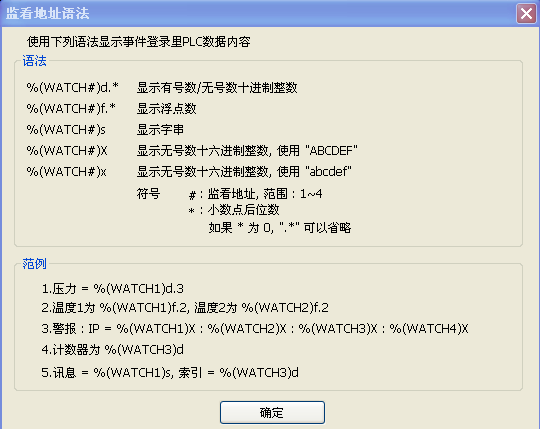 监看地址语法
使用下列语法显示事件登录里PLC数据内容
语法
%(WATCH#)d.* 显示有号数/无号数十进制整数
%(WATCH#)f.* 显示浮点数
%(WATCH#)s 显示字串
%(WATCH#)X 显示无号数十六进制整数, 使用 "ABCDEF"
%(WATCH#)x 显示无号数十六进制整数, 使用 "abcdef"
符号 #：监看地址, 范围：1~4
*：小数点后位数
如果 * 为 0, ".*" 可以省略
范例
1.压力 = %(WATCH1)d.3
2.温度1为 %(WATCH1)f.2, 温度2为 %(WATCH2)f.2
3.警报：IP = %(WATCH1)X：%(WATCH2)X：%(WATCH3)X：%(WATCH4)X
4.计数器为 %(WATCH3)d
5.讯息 = %(WATCH1)s, 索引 = %(WATCH3)d
确定